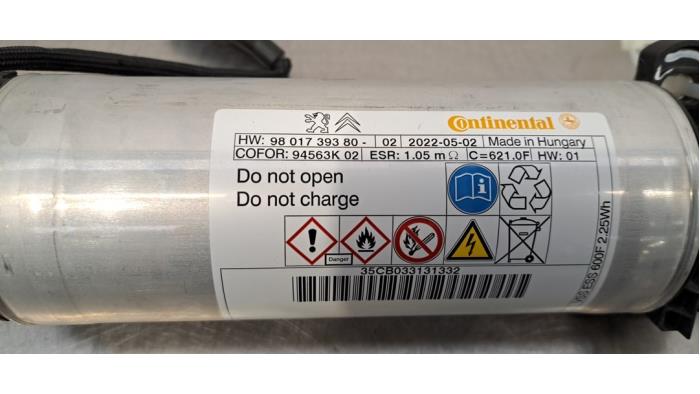 Continental
HW: 98 017 393 80 - 02 2022-05-02 Made in Hungary
COFOR: 94563K 02 ESR: 1.05 mΩ C=621.0F HW: 01
Do not open
Do not charge
Danger
35CB033131332
VSS ESS 600F 2.25Wh